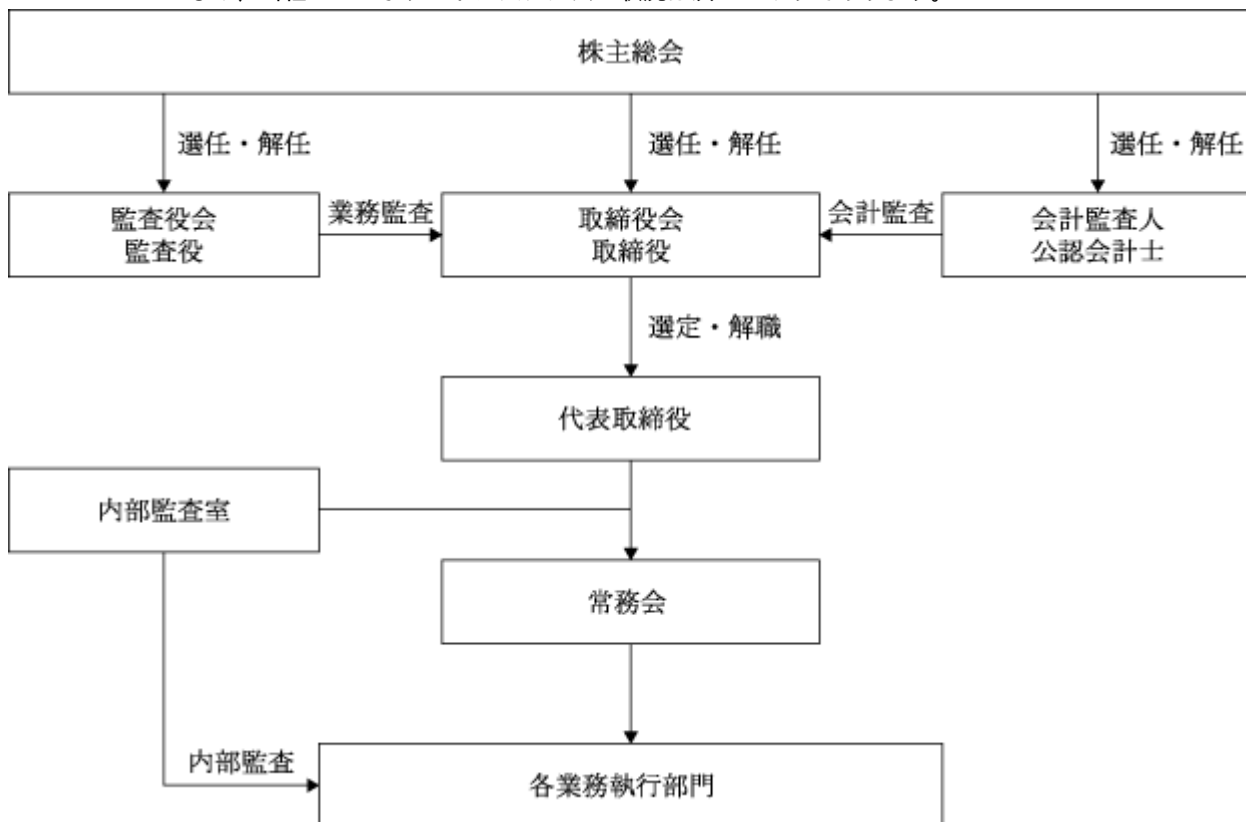 株主総会
選任・解任
選任・解任
選任・解任
監査役会
監査役
業務監査
取締役会
取締役
会計監査
会計監査人
公認会計士
選定・解職
代表取締役
内部監査室
常務会
内部監査
各業務執行部門